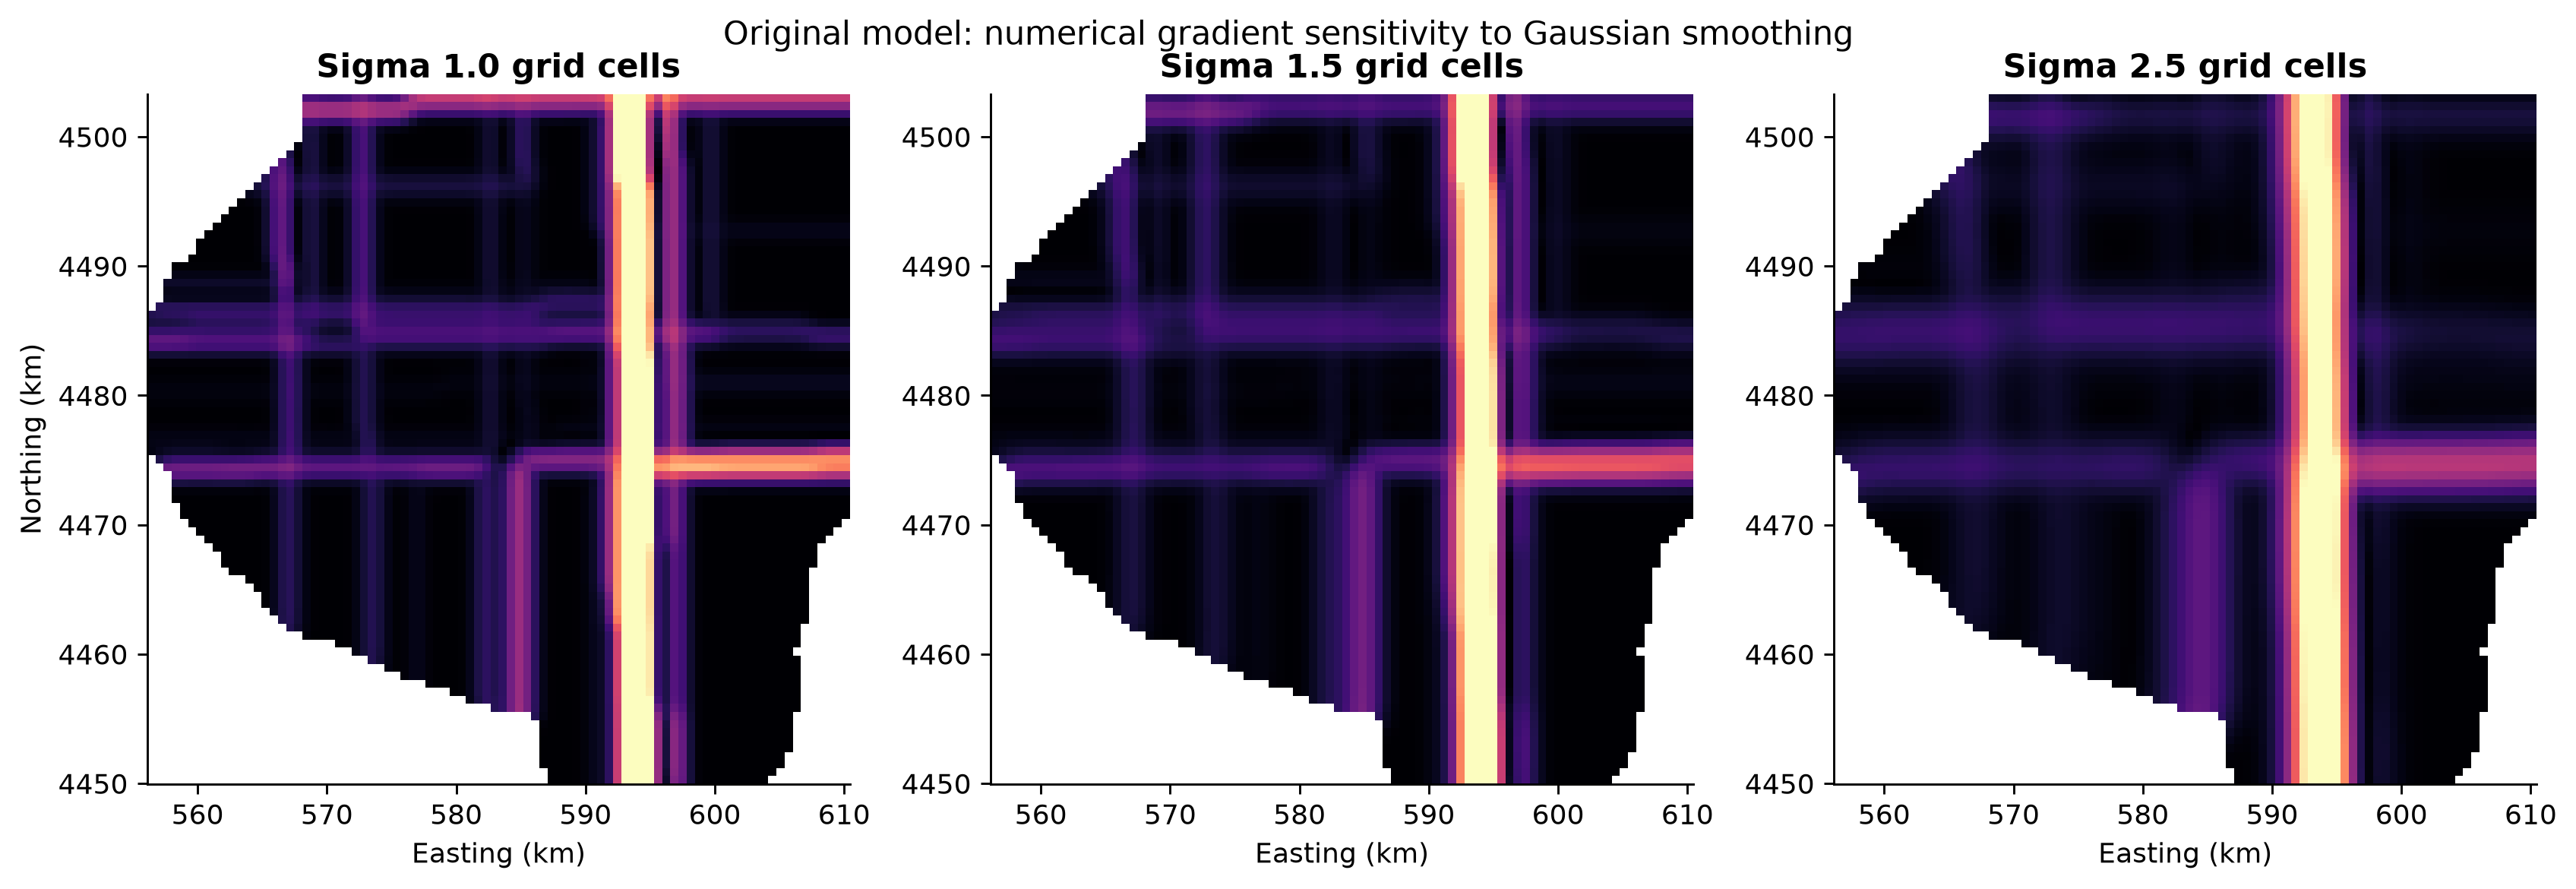 Original model: numerical gradient sensitivity to Gaussian smoothing
Sigma 1.0 grid cells
Sigma 1.5 grid cells
Sigma 2.5 grid cells
Northing (km)
4500
4490
4480
4470
4460
4450
560 570 580 590 600 610
Easting (km)
4500
4490
4480
4470
4460
4450
560 570 580 590 600 610
Easting (km)
4500
4490
4480
4470
4460
4450
560 570 580 590 600 610
Easting (km)